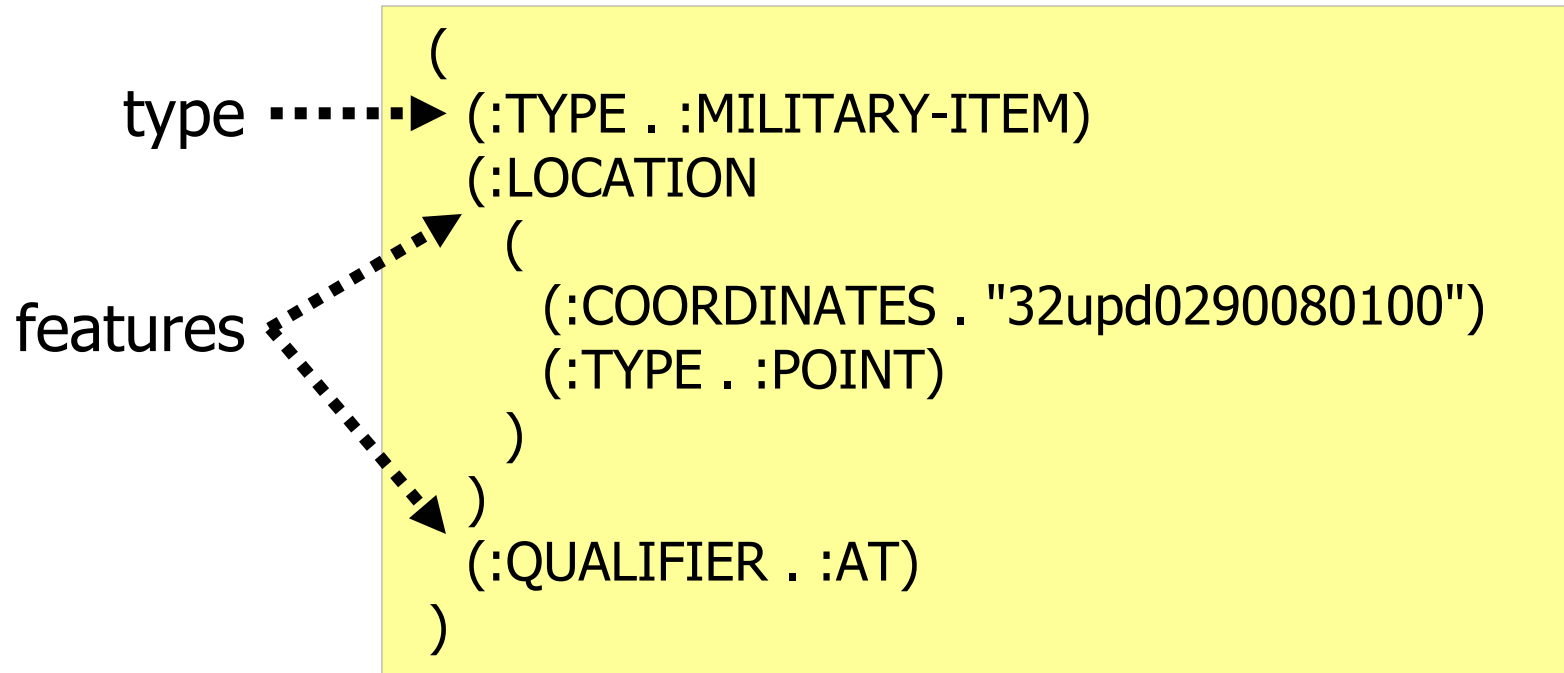 (
type (:TYPE . :MILITARY-ITEM)
(:LOCATION
(
features (:COORDINATES . "32upd0290080100")
(:TYPE . :POINT)
)
)
(:QUALIFIER . :AT)
)